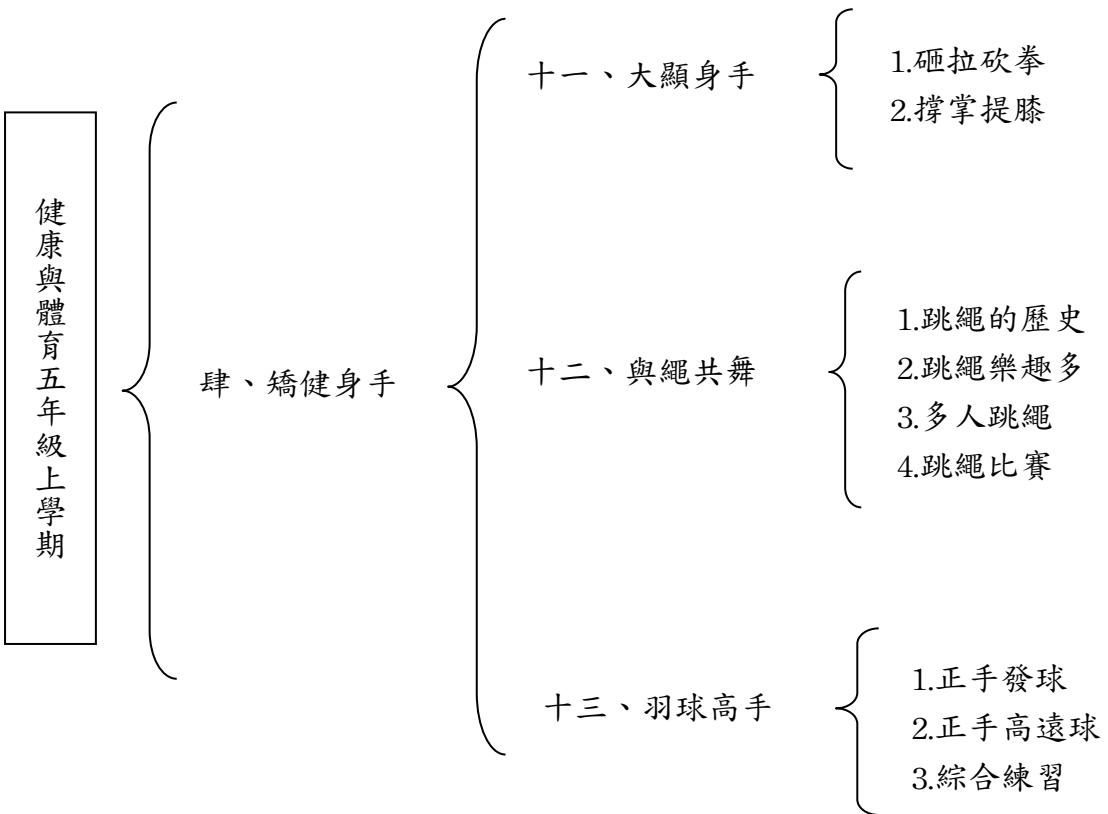 健康與體育五年級上學期
肆、矯健身手
十一、大顯身手
1.砸拉砍拳
2.撐掌提膝
十二、與繩共舞
1.跳繩的歷史
2.跳繩樂趣多
3.多人跳繩
4.跳繩比賽
十三、羽球高手
1.正手發球
2.正手高遠球
3.綜合練習